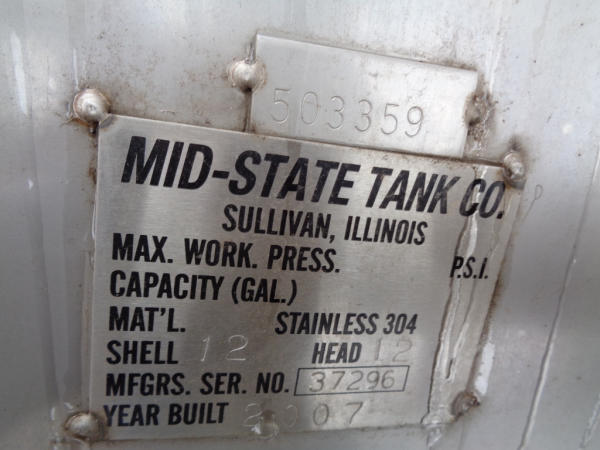 503359
MID-STATE TANK CO.
SULLIVAN, ILLINOIS
MAX. WORK. PRESS. P.S.I.
CAPACITY (GAL.)
MAT'L. STAINLESS 304
SHELL 12 HEAD 12
MFGRS. SER. NO. 37296
YEAR BUILT 2007